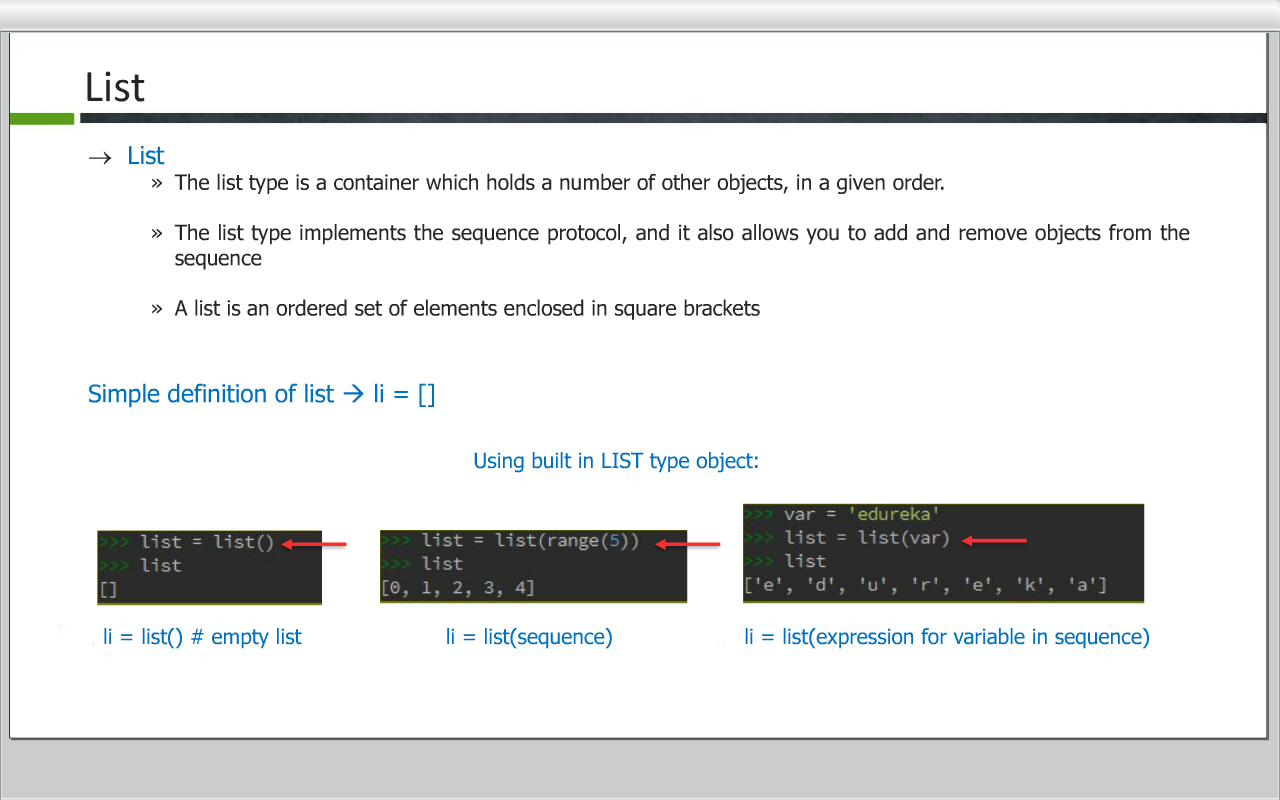 List
→ List
» The list type is a container which holds a number of other objects, in a given order.
» The list type implements the sequence protocol, and it also allows you to add and remove objects from the
sequence
» A list is an ordered set of elements enclosed in square brackets
Simple definition of list → li = []
Using built in LIST type object:
>>> list = list()
>>> list
[]
li = list() # empty list
>>> list = list(range(5))
>>> list
[0, 1, 2, 3, 4]
li = list(sequence)
>>> var = 'edureka'
>>> list = list(var)
>>> list
['e', 'd', 'u', 'r', 'e', 'k', 'a']
li = list(expression for variable in sequence)